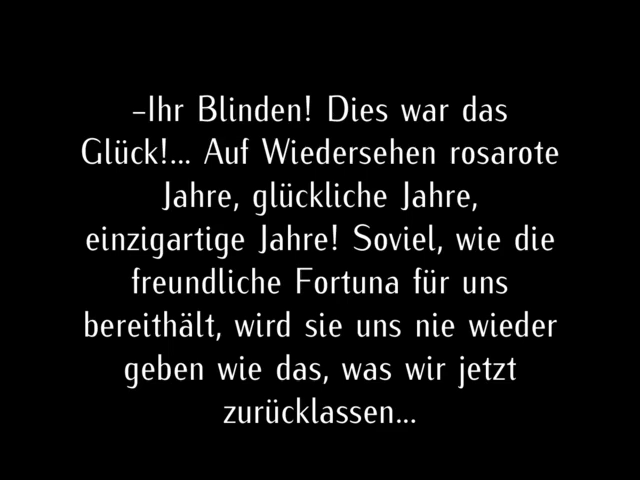 –Ihr Blinden! Dies war das
Glück!... Auf Wiedersehen rosarote
Jahre, glückliche Jahre,
einzigartige Jahre! Soviel, wie die
freundliche Fortuna für uns
bereithält, wird sie uns nie wieder
geben wie das, was wir jetzt
zurücklassen...